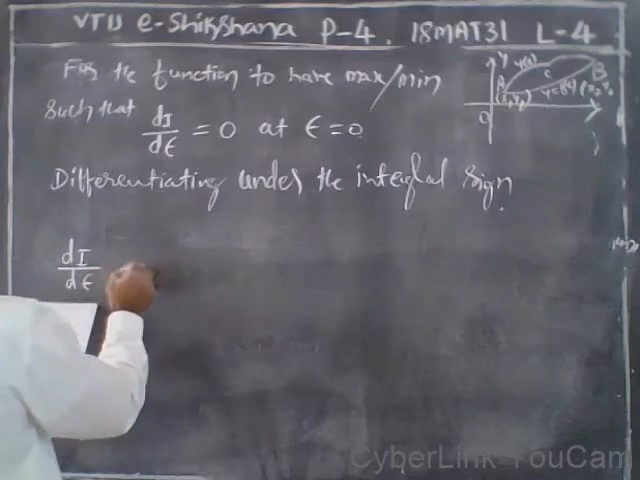 VTU e-Shikshana P-4. 18MAT31 L-4
For the function to have max/min
such that dI/dϵ = 0 at ϵ=0
Differentiating under the integral sign.
dI/dϵ
y
A
B
C
0
CyberLink YouCam